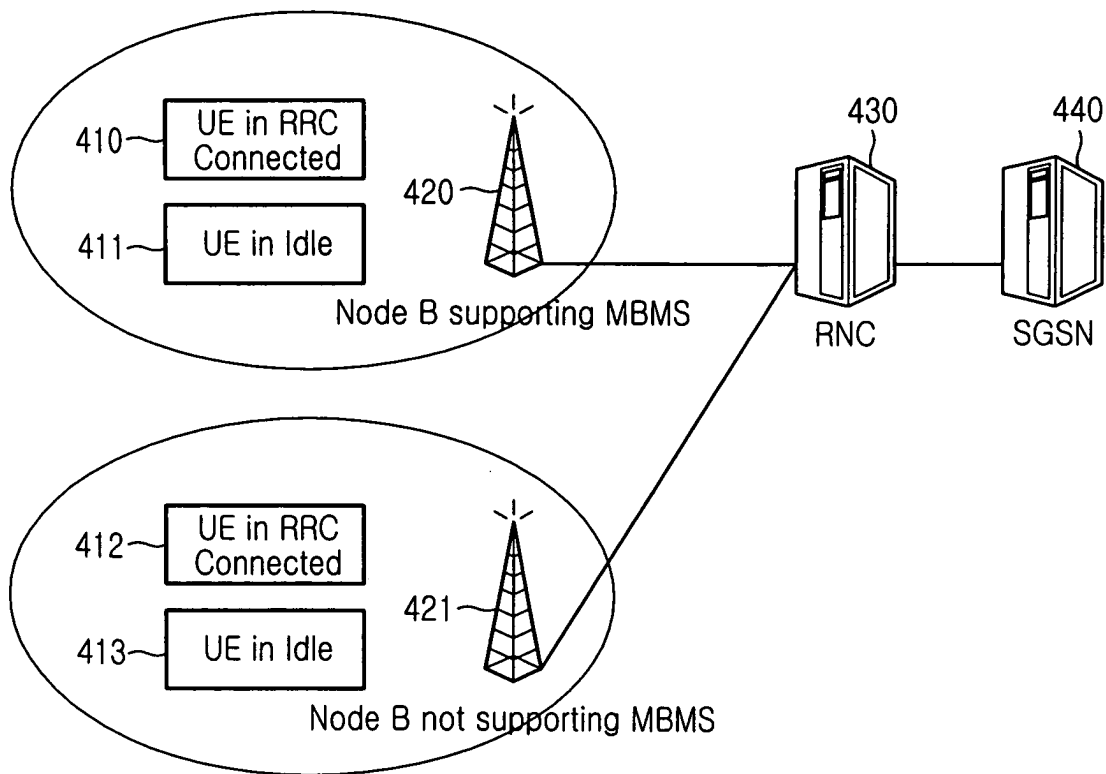 430
440
UE in RRC
Connected
410
420
UE in Idle
411
Node B supporting MBMS
RNC
SGSN
UE in RRC
Connected
412
421
UE in Idle
413
Node B not supporting MBMS